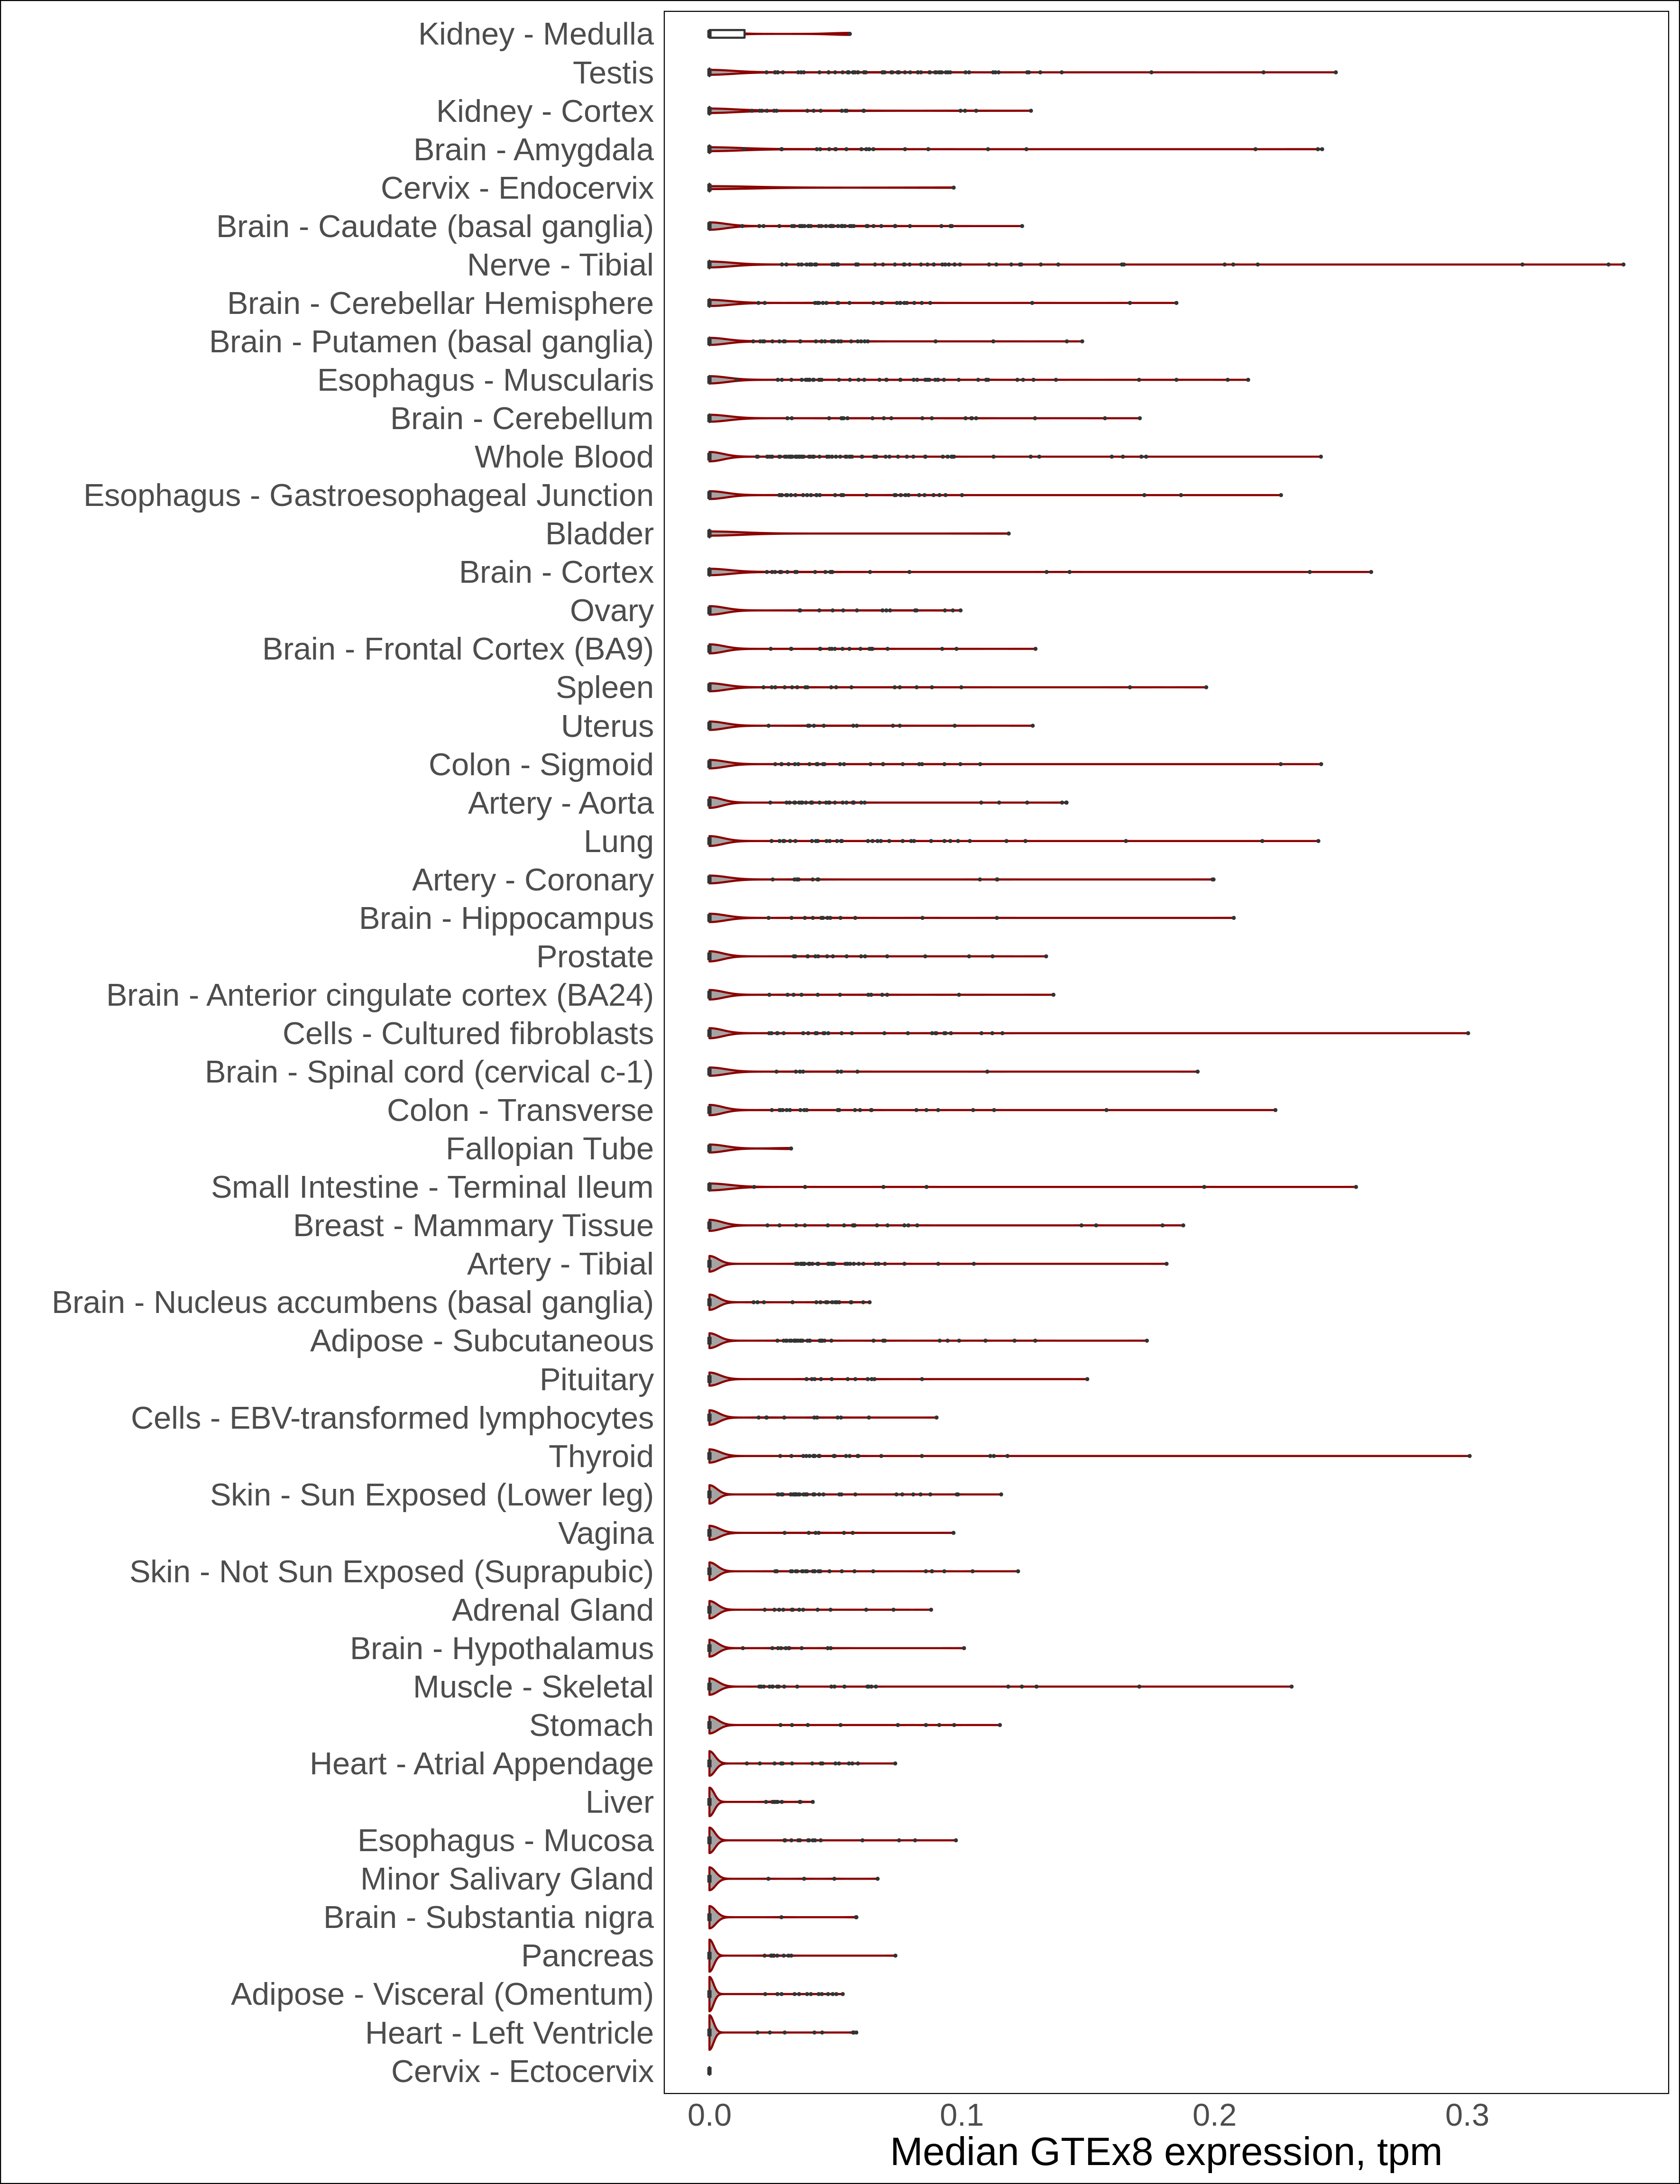 Kidney - Medulla
Testis
Kidney - Cortex
Brain - Amygdala
Cervix - Endocervix
Brain - Caudate (basal ganglia)
Nerve - Tibial
Brain - Cerebellar Hemisphere
Brain - Putamen (basal ganglia)
Esophagus - Muscularis
Brain - Cerebellum
Whole Blood
Esophagus - Gastroesophageal Junction
Bladder
Brain - Cortex
Ovary
Brain - Frontal Cortex (BA9)
Spleen
Uterus
Colon - Sigmoid
Artery - Aorta
Lung
Artery - Coronary
Brain - Hippocampus
Prostate
Brain - Anterior cingulate cortex (BA24)
Cells - Cultured fibroblasts
Brain - Spinal cord (cervical c-1)
Colon - Transverse
Fallopian Tube
Small Intestine - Terminal Ileum
Breast - Mammary Tissue
Artery - Tibial
Brain - Nucleus accumbens (basal ganglia)
Adipose - Subcutaneous
Pituitary
Cells - EBV-transformed lymphocytes
Thyroid
Skin - Sun Exposed (Lower leg)
Vagina
Skin - Not Sun Exposed (Suprapubic)
Adrenal Gland
Brain - Hypothalamus
Muscle - Skeletal
Stomach
Heart - Atrial Appendage
Liver
Esophagus - Mucosa
Minor Salivary Gland
Brain - Substantia nigra
Pancreas
Adipose - Visceral (Omentum)
Heart - Left Ventricle
Cervix - Ectocervix
0.0 0.1 0.2 0.3
Median GTEx8 expression, tpm